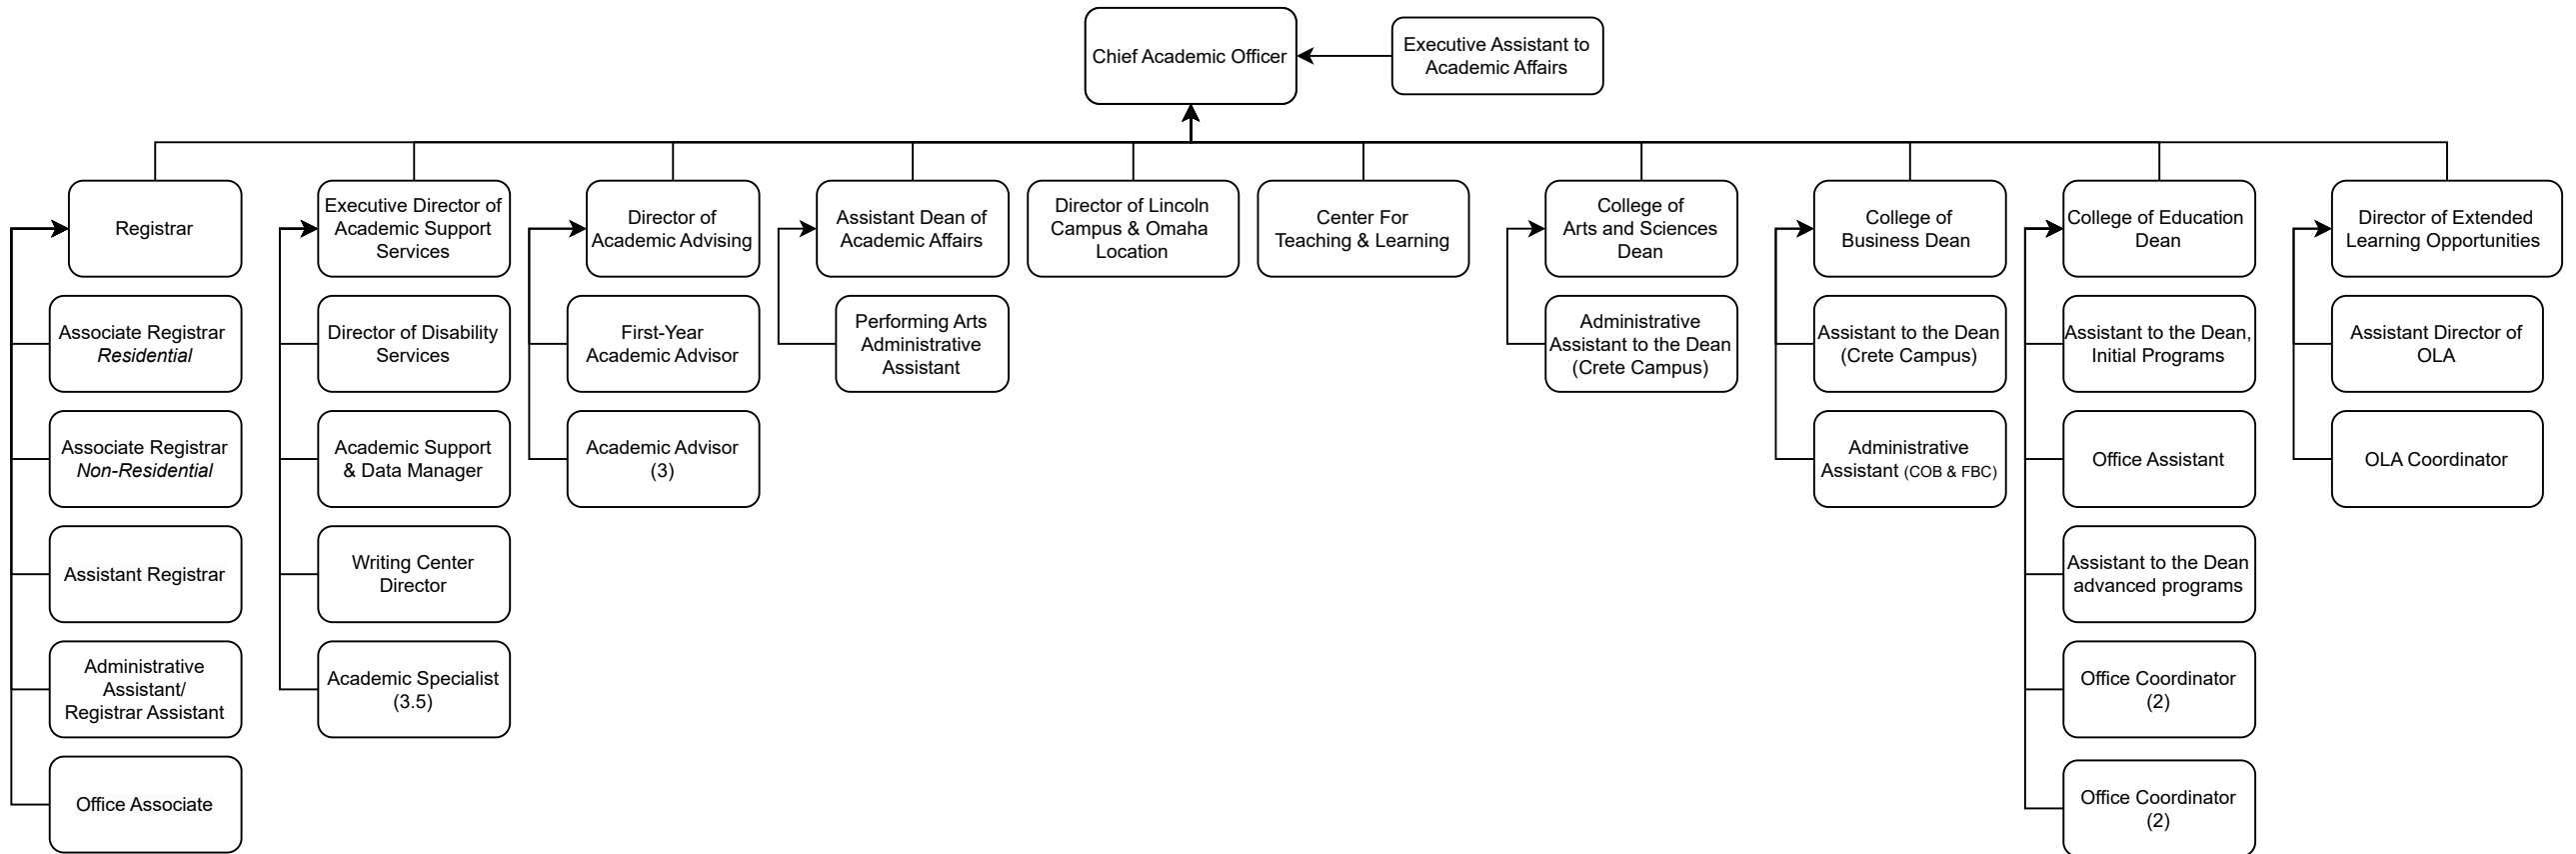 Chief Academic Officer
Executive Assistant to
Academic Affairs
Registrar
Executive Director of
Academic Support
Services
Director of
Academic Advising
Assistant Dean of
Academic Affairs
Director of Lincoln
Campus & Omaha
Location
Center For
Teaching & Learning
College of
Arts and Sciences
Dean
College of
Business Dean
College of Education
Dean
Director of Extended
Learning Opportunities
Associate Registrar
Residential
Director of Disability
Services
First-Year
Academic Advisor
Performing Arts
Administrative
Assistant
Administrative
Assistant to the Dean
(Crete Campus)
Assistant to the Dean
(Crete Campus)
Assistant to the Dean,
Initial Programs
Assistant Director of
OLA
Associate Registrar
Non-Residential
Academic Support
& Data Manager
Academic Advisor
(3)
Administrative
Assistant (COB & FBC)
Office Assistant
OLA Coordinator
Assistant Registrar
Writing Center
Director
Assistant to the Dean
advanced programs
Administrative
Assistant/
Registrar Assistant
Academic Specialist
(3.5)
Office Coordinator
(2)
Office Associate
Office Coordinator
(2)